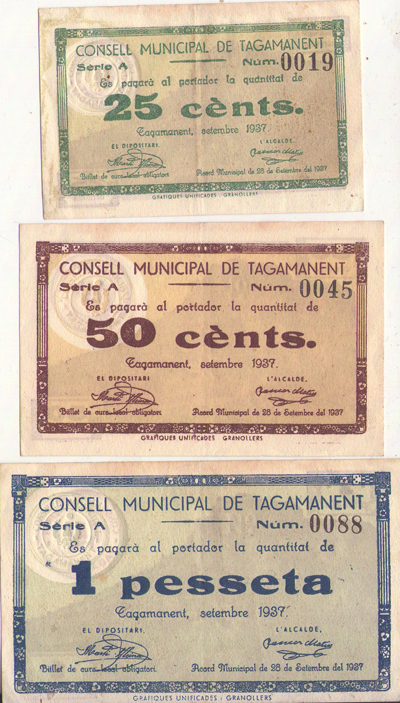 CONSELL MUNICIPAL DE TAGAMANENT
Sèrie A Núm. 0019
Es pagarà al portador la quantitat de
25 cènts.
Tagamanent, setembre 1937.
EL DIPOSITARI, L'ALCALDE,
Billet de curs local obligatori Acord Municipal de 28 de Setembre del 1937
GRAFIQUES UNIFICADES GRANOLLERS
CONSELL MUNICIPAL DE TAGAMANENT
Sèrie A Núm. 0045
Es pagarà al portador la quantitat de
50 cènts.
Tagamanent, setembre 1937.
EL DIPOSITARI L'ALCALDE,
Billet de curs local obligatori Acord Municipal de 28 de Setembre del 1937
GRAFIQUES UNIFICADES GRANOLLERS
CONSELL MUNICIPAL DE TAGAMANENT
Sèrie A Núm. 0088
Es pagarà al portador la quantitat de
1 pesseta
Tagamanent, setembre 1937.
EL DIPOSITARI, L'ALCALDE,
Billet de curs local obligatori. Acord Municipal de 28 de Setembre del 1937
GRAFIQUES UNIFICADES GRANOLLERS